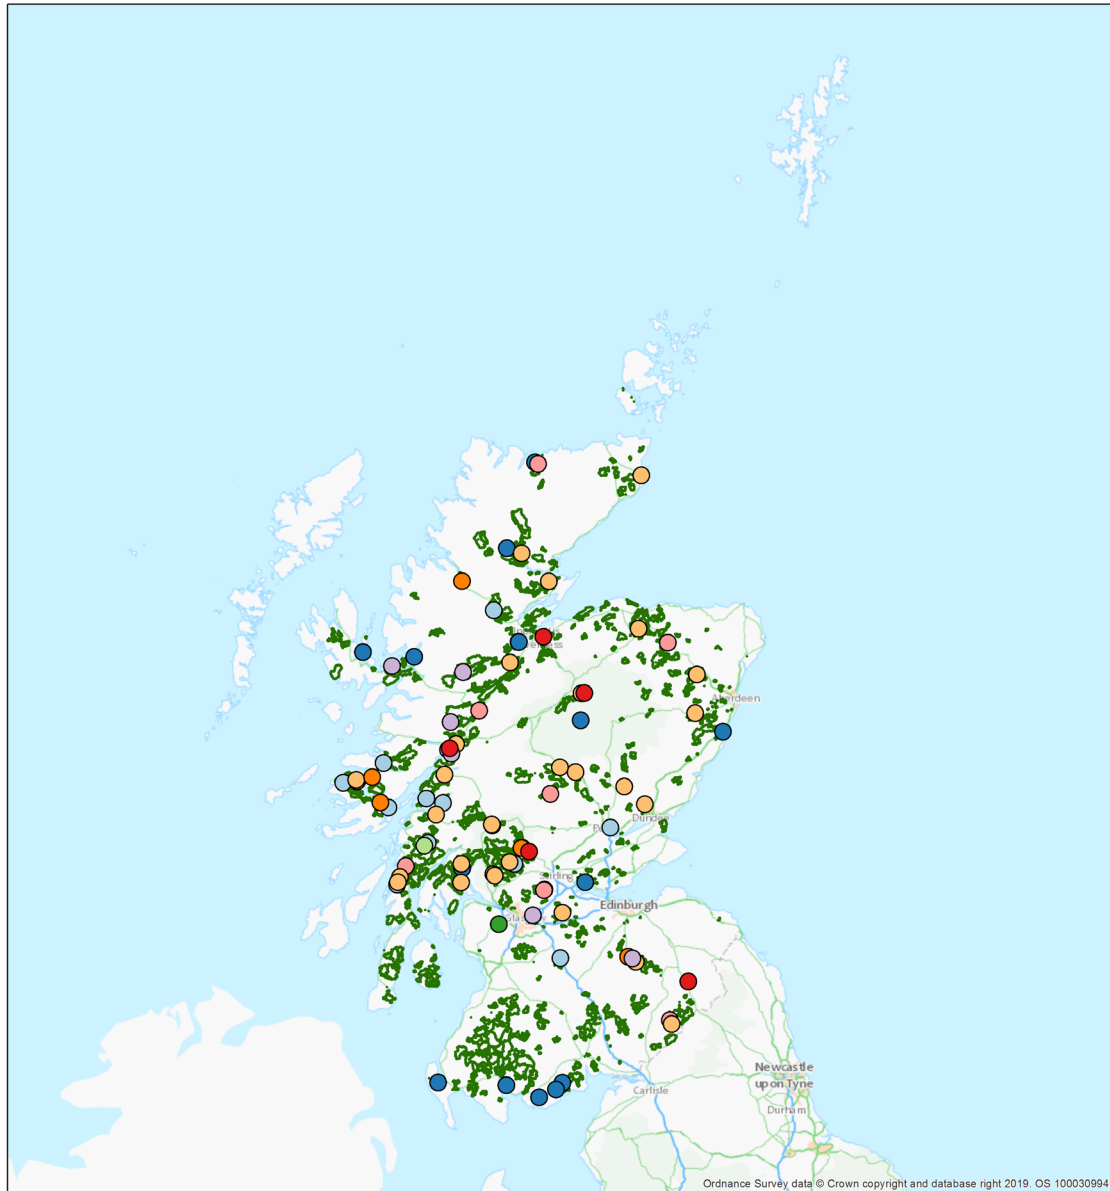 Aberdeen
Dundee
Edinburgh
Newcastle
upon Tyne
Carlisle
Durham
Ordnance Survey data © Crown copyright and database right 2019. OS 100030994